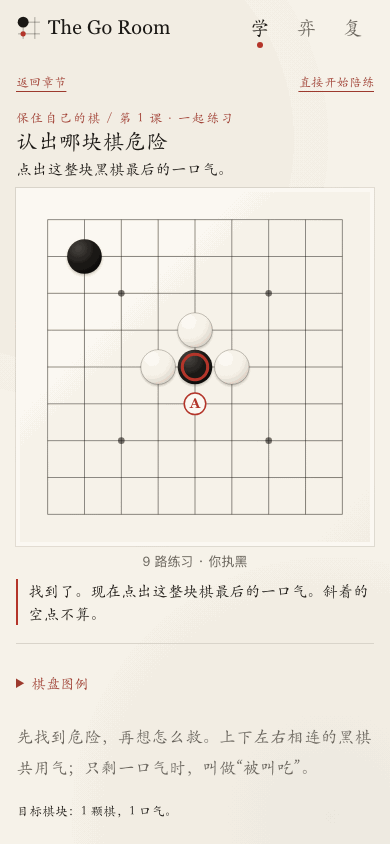 The Go Room
学 弈 复
返回章节 直接开始陪练
保住自己的棋 / 第 1 课 · 一起练习
认出哪块棋危险
点出这整块黑棋最后的一口气。
A
9 路练习 · 你执黑
找到了。现在点出这整块棋最后的一口气。斜着的
空点不算。
棋盘图例
先找到危险，再想怎么救。上下左右相连的黑棋
共用气；只剩一口气时，叫做“被叫吃”。
目标棋块：1 颗棋，1 口气。